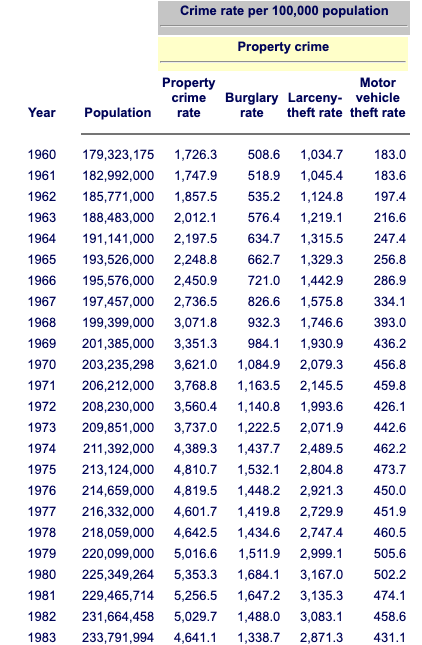 Crime rate per 100,000 population
Property crime
Property Motor
crime Burglary Larceny- vehicle
Year Population rate rate theft rate theft rate
1960 179,323,175 1,726.3 508.6 1,034.7 183.0
1961 182,992,000 1,747.9 518.9 1,045.4 183.6
1962 185,771,000 1,857.5 535.2 1,124.8 197.4
1963 188,483,000 2,012.1 576.4 1,219.1 216.6
1964 191,141,000 2,197.5 634.7 1,315.5 247.4
1965 193,526,000 2,248.8 662.7 1,329.3 256.8
1966 195,576,000 2,450.9 721.0 1,442.9 286.9
1967 197,457,000 2,736.5 826.6 1,575.8 334.1
1968 199,399,000 3,071.8 932.3 1,746.6 393.0
1969 201,385,000 3,351.3 984.1 1,930.9 436.2
1970 203,235,298 3,621.0 1,084.9 2,079.3 456.8
1971 206,212,000 3,768.8 1,163.5 2,145.5 459.8
1972 208,230,000 3,560.4 1,140.8 1,993.6 426.1
1973 209,851,000 3,737.0 1,222.5 2,071.9 442.6
1974 211,392,000 4,389.3 1,437.7 2,489.5 462.2
1975 213,124,000 4,810.7 1,532.1 2,804.8 473.7
1976 214,659,000 4,819.5 1,448.2 2,921.3 450.0
1977 216,332,000 4,601.7 1,419.8 2,729.9 451.9
1978 218,059,000 4,642.5 1,434.6 2,747.4 460.5
1979 220,099,000 5,016.6 1,511.9 2,999.1 505.6
1980 225,349,264 5,353.3 1,684.1 3,167.0 502.2
1981 229,465,714 5,256.5 1,647.2 3,135.3 474.1
1982 231,664,458 5,029.7 1,488.0 3,083.1 458.6
1983 233,791,994 4,641.1 1,338.7 2,871.3 431.1